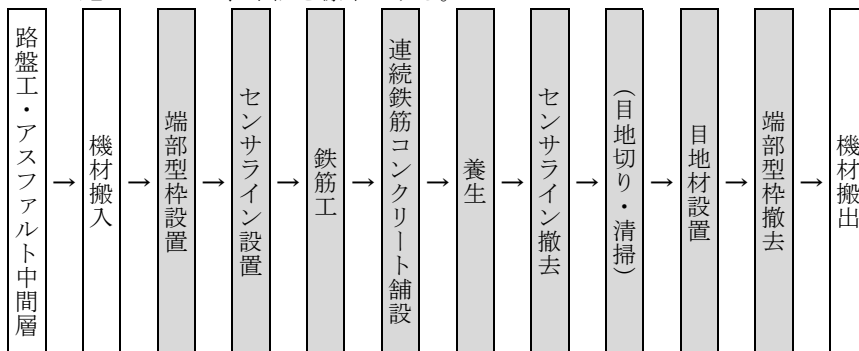 路盤工・アスファルト中間層
→
機材搬入
→
端部型枠設置
→
センサライン設置
→
鉄筋工
→
連続鉄筋コンクリート舗設
→
養生
→
センサライン撤去
→
(目地切り・清掃)
→
目地材設置
→
端部型枠撤去
→
機材搬出